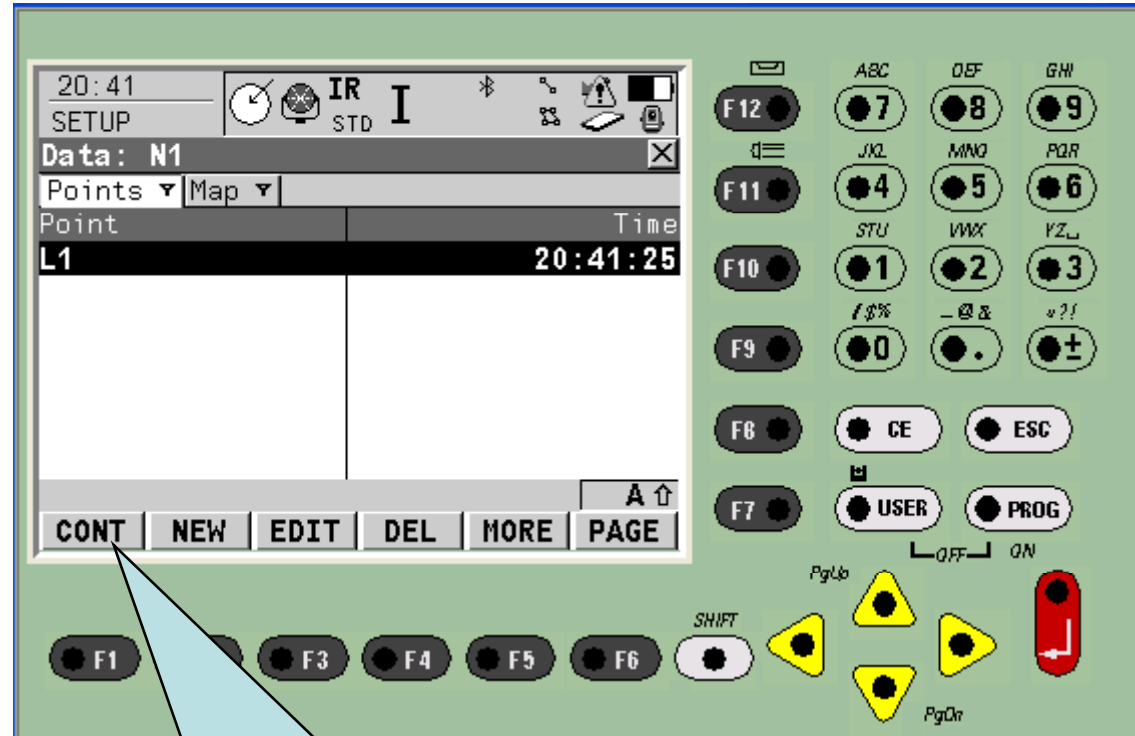 20:41
SETUP
IR
STD
I
Data: N1
Points Map
Point Time
L1 20:41:25
A
CONT NEW EDIT DEL MORE PAGE
F12 ABC 7 DEF 8 GHI 9
F11 JKL 4 MNO 5 PQR 6
F10 STU 1 VWX 2 YZ␣ 3
F9 /$% 0 _@& . *?! ±
F8 CE ESC
F7 USER PROG
OFF ON
PgUp
SHIFT
F1 F3 F4 F5 F6
PgDn